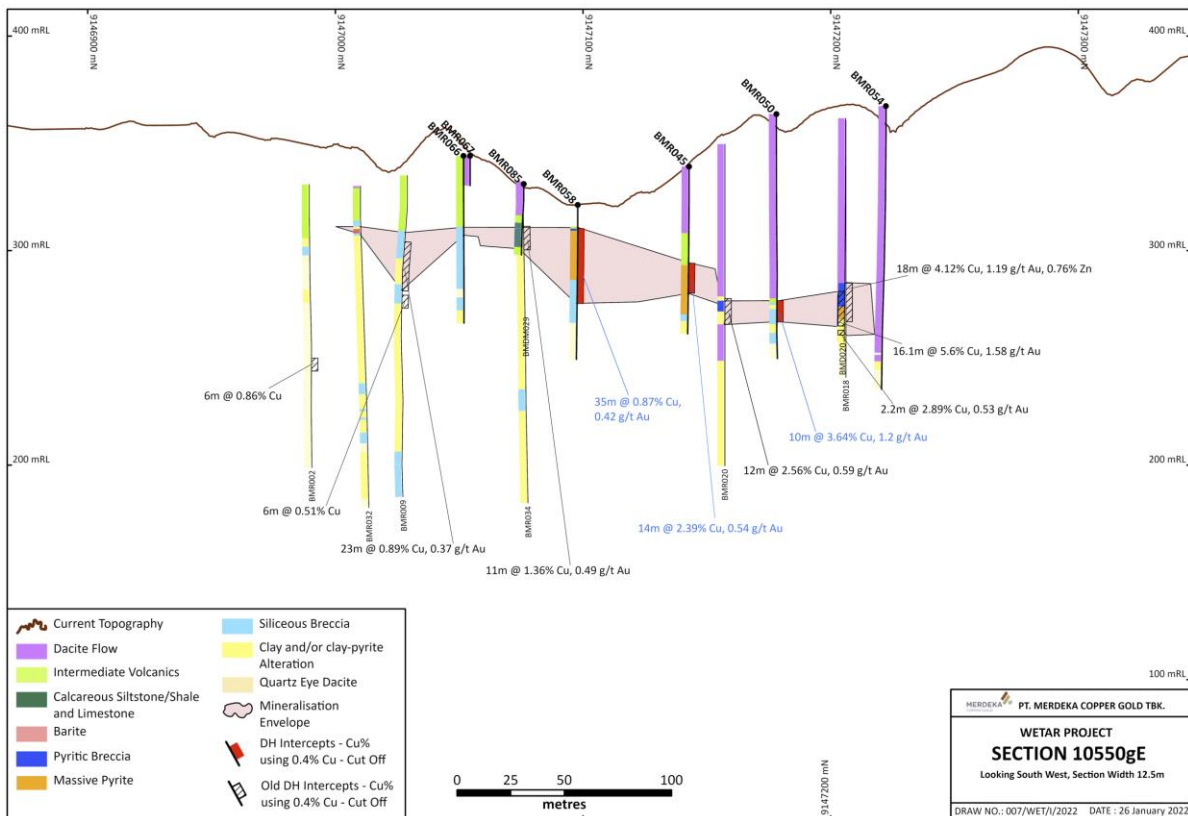 9146900 mN
9147000 mN
9147100 mN
9147200 mN
9147300 mN
400 mRL
400 mRL
300 mRL
300 mRL
200 mRL
200 mRL
100 mRL
BMR066
BMR067
BMR085
BMR058
BMR045
BMR050
BMR054
BMR002
BMR032
BMR009
BMDM029
BMR034
BMR020
BMD020
BMR018
18m @ 4.12% Cu, 1.19 g/t Au, 0.76% Zn
16.1m @ 5.6% Cu, 1.58 g/t Au
2.2m @ 2.89% Cu, 0.53 g/t Au
10m @ 3.64% Cu, 1.2 g/t Au
12m @ 2.56% Cu, 0.59 g/t Au
14m @ 2.39% Cu, 0.54 g/t Au
35m @ 0.87% Cu,
0.42 g/t Au
6m @ 0.86% Cu
6m @ 0.51% Cu
23m @ 0.89% Cu, 0.37 g/t Au
11m @ 1.36% Cu, 0.49 g/t Au
Current Topography
Dacite Flow
Intermediate Volcanics
Calcareous Siltstone/Shale
and Limestone
Barite
Pyritic Breccia
Massive Pyrite
Siliceous Breccia
Clay and/or clay-pyrite
Alteration
Quartz Eye Dacite
Mineralisation
Envelope
DH Intercepts - Cu%
using 0.4% Cu - Cut Off
Old DH Intercepts - Cu%
using 0.4% Cu - Cut Off
0 25 50 100
metres
9147200 mN
MERDEKA
PT. MERDEKA COPPER GOLD TBK.
WETAR PROJECT
SECTION 10550gE
Looking South West, Section Width 12.5m
DRAW NO.: 007/WET/I/2022 DATE : 26 January 2022